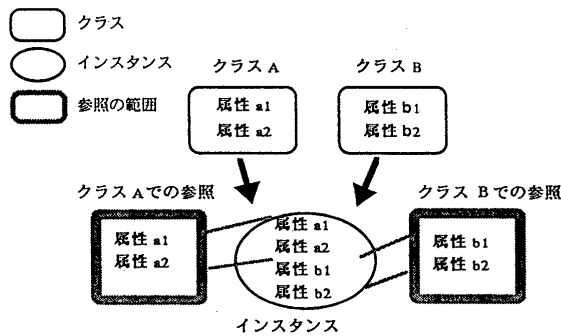 クラス
インスタンス
参照の範囲
クラス A
属性 a1
属性 a2
クラス B
属性 b1
属性 b2
クラス A での参照
属性 a1
属性 a2
属性 a1
属性 a2
属性 b1
属性 b2
インスタンス
クラス B での参照
属性 b1
属性 b2